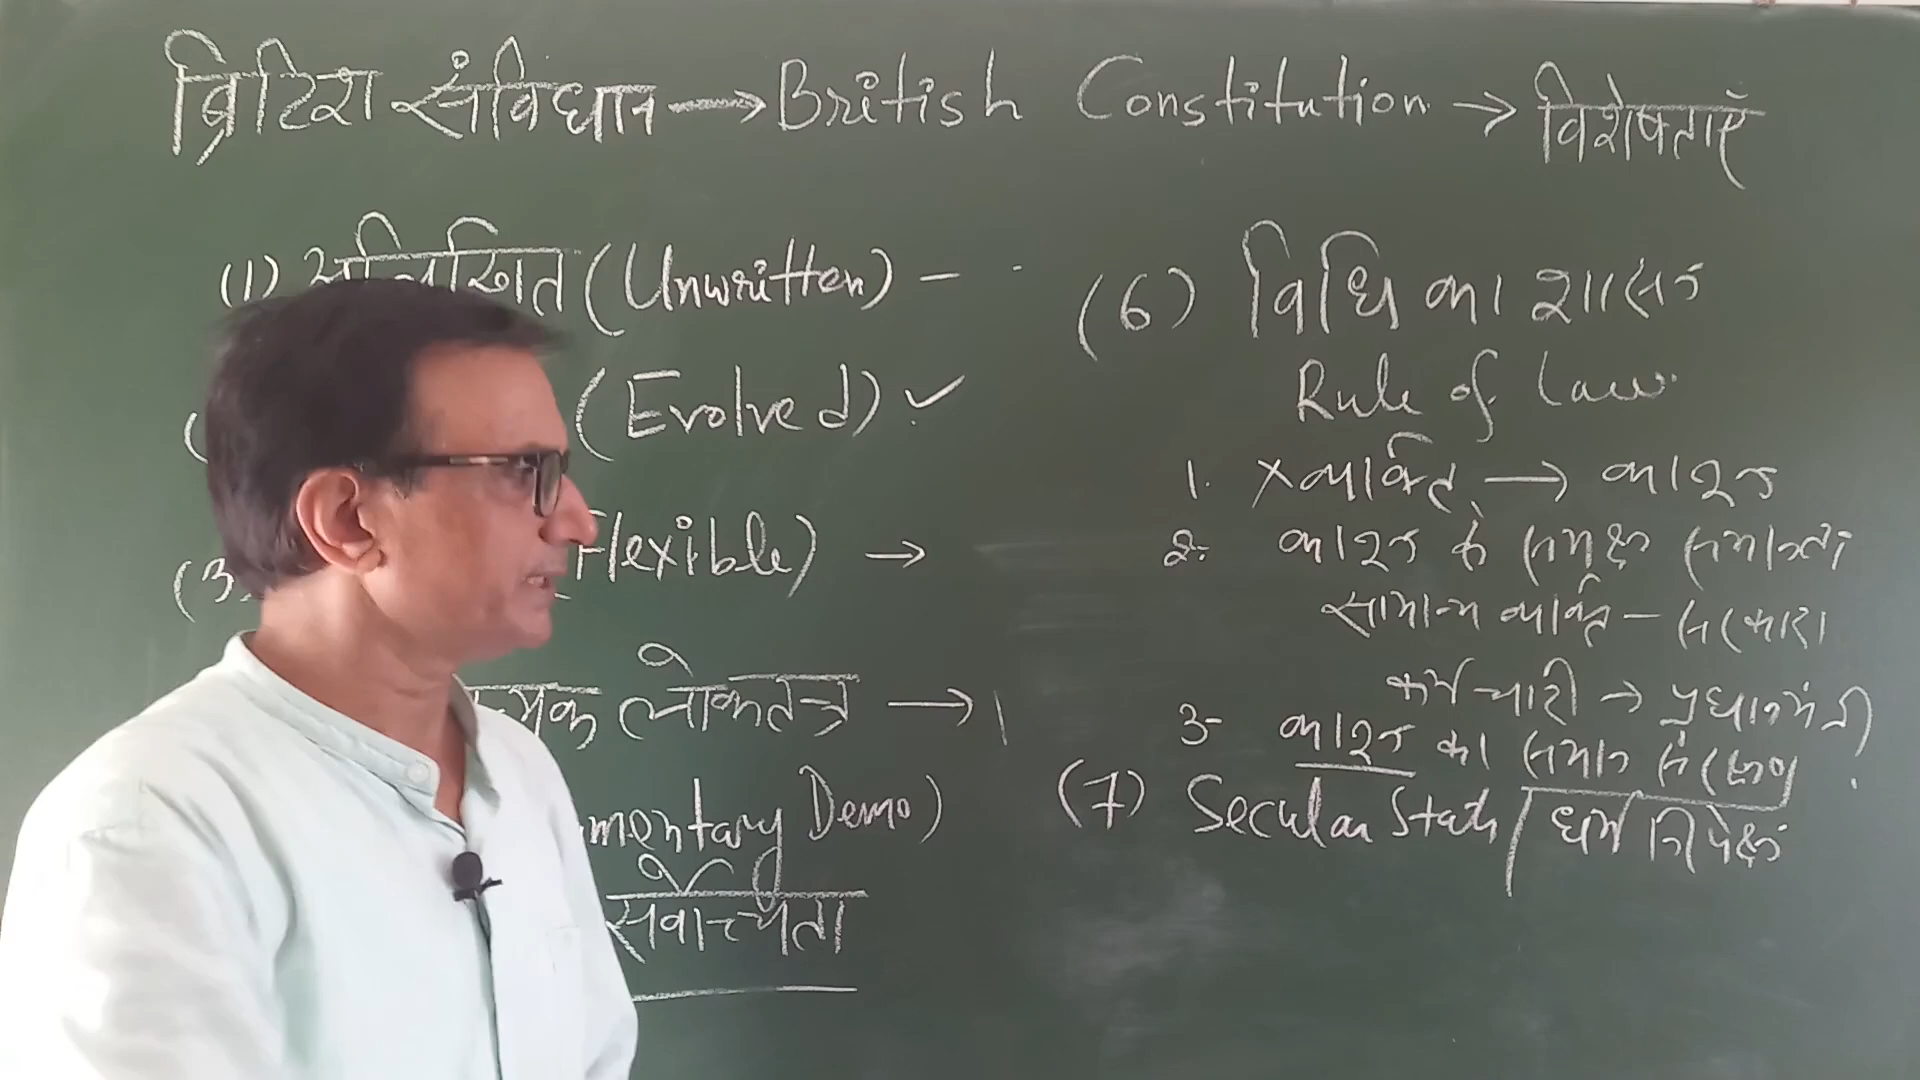 ब्रिटिश संविधान → British Constitution → विशेषताएँ
(1) अलिखित (Unwritten) –
(Evolved) ✓
(3 Flexible) →
त्मक लोकतन्त्र →
mentary Demo)
सर्वोच्चता
(6) विधि का शासन
Rule of Law
1. X व्यक्ति → कानून
2. कानून के समक्ष समानता
सामान्य व्यक्ति – सरकारी
कर्मचारी → प्रधानमंत्री
3- कानून का समान संरक्षण
(7) Secular State / धर्म निरपेक्ष